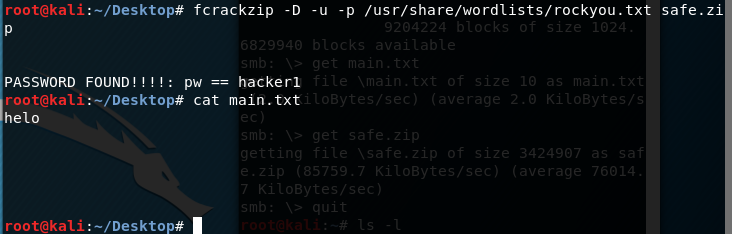 root@kali:~/Desktop# fcrackzip -D -u -p /usr/share/wordlists/rockyou.txt safe.zi
p
PASSWORD FOUND!!!!: pw == hacker1
root@kali:~/Desktop# cat main.txt
helo
root@kali:~/Desktop#
9204224 blocks of size 1024.
6829940 blocks available
smb: \> get main.txt
file \main.txt of size 10 as main.txt
KiloBytes/sec) (average 2.0 KiloBytes/s
ec)
smb: \> get safe.zip
getting file \safe.zip of size 3424907 as saf
e.zip (85759.7 KiloBytes/sec) (average 76014.
7 KiloBytes/sec)
smb: \> quit
root@kali:~# ls -l